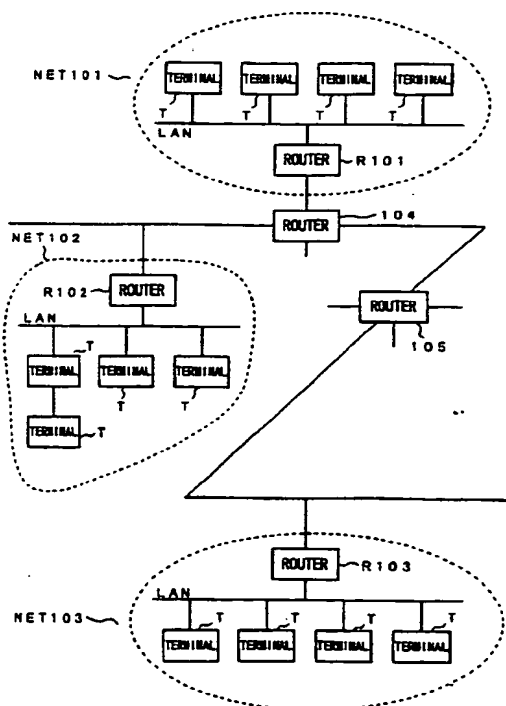 NET101
TERMINAL TERMINAL TERMINAL TERMINAL
T T T T
LAN
ROUTER R101
ROUTER 104
NET102
R102 ROUTER
ROUTER
105
LAN
T
TERMINAL TERMINAL TERMINAL
T T
TERMINAL T
ROUTER R103
LAN
T T T T
NET103
TERMINAL TERMINAL TERMINAL TERMINAL